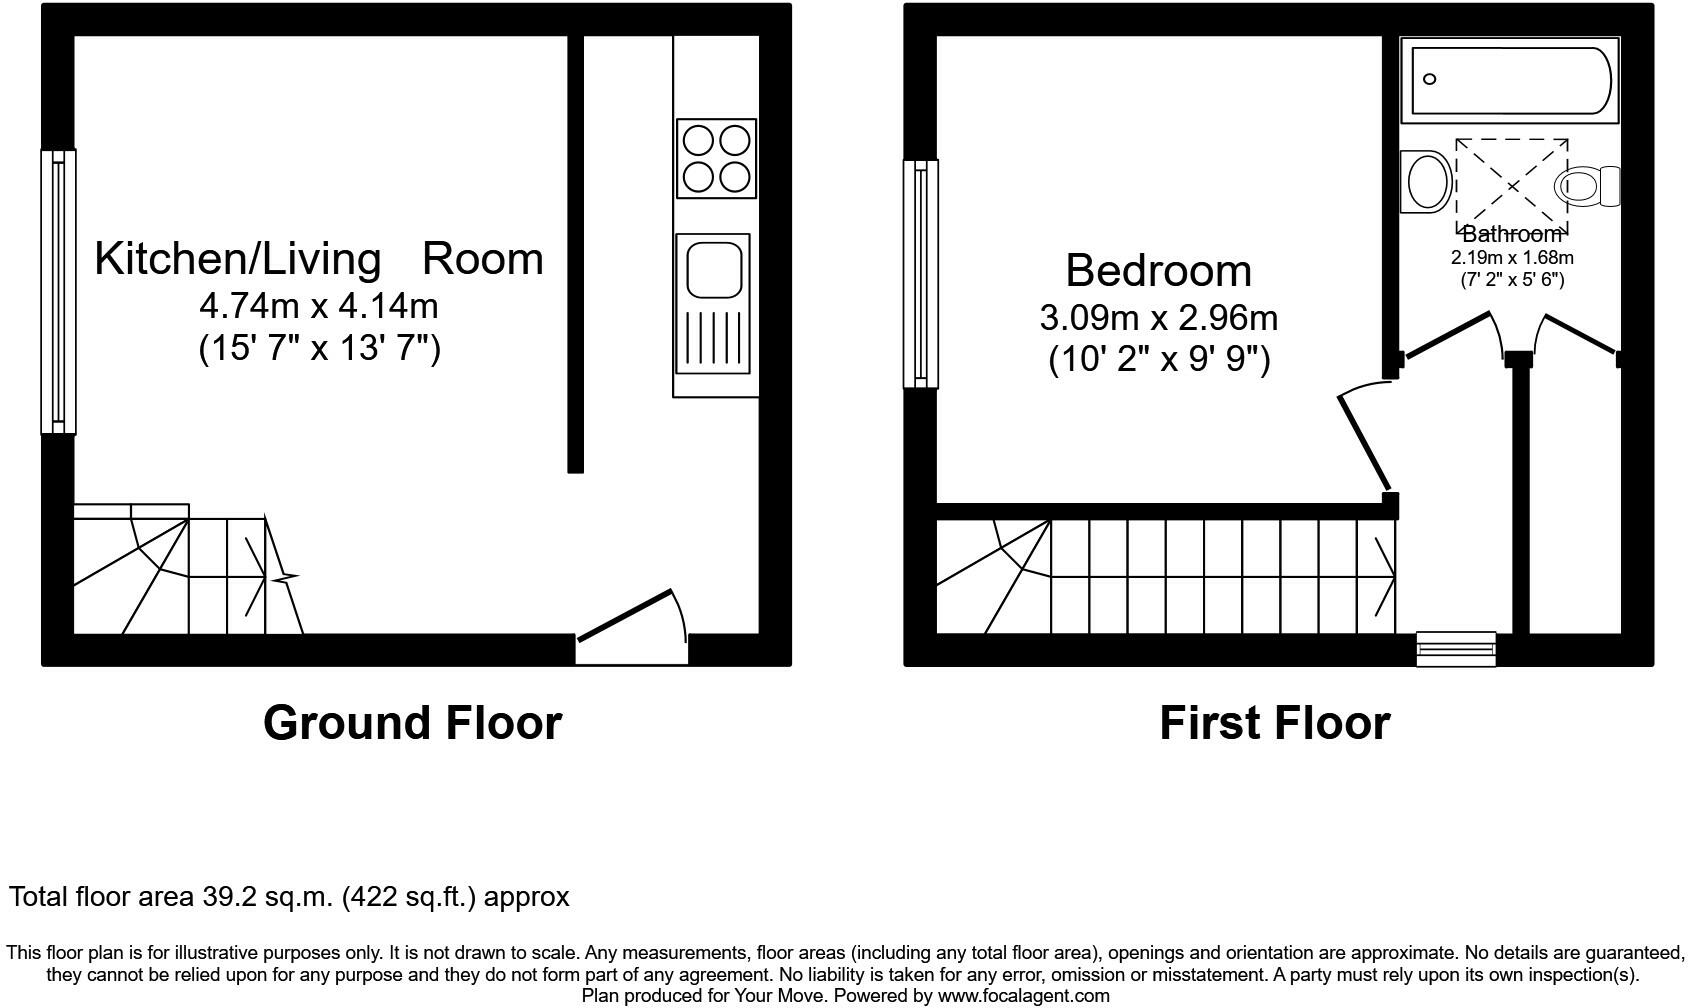 Kitchen/Living Room
4.74m x 4.14m
(15' 7" x 13' 7")
Bedroom
3.09m x 2.96m
(10' 2" x 9' 9")
Bathroom
2.19m x 1.68m
(7' 2" x 5' 6")
Ground Floor
First Floor
Total floor area 39.2 sq.m. (422 sq.ft.) approx
This floor plan is for illustrative purposes only. It is not drawn to scale. Any measurements, floor areas (including any total floor area), openings and orientation are approximate. No details are guaranteed,
they cannot be relied upon for any purpose and they do not form part of any agreement. No liability is taken for any error, omission or misstatement. A party must rely upon its own inspection(s).
Plan produced for Your Move. Powered by www.focalagent.com